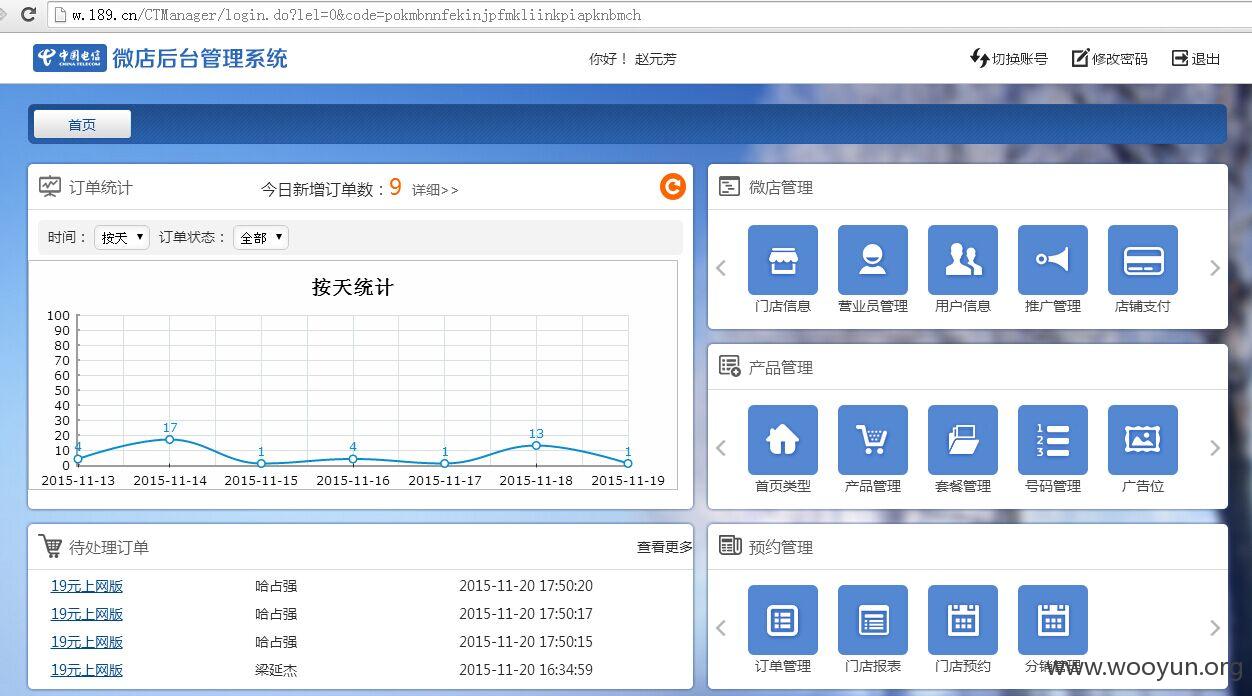 w.189.cn/CTManager/login.do?lel=0&code=pokmbnnfekinjpfmkliinkpiapknbmch
中国电信 CHINA TELECOM 微店后台管理系统 你好！ 赵元芳 切换账号 修改密码 退出
首页
订单统计 今日新增订单数：9 详细>>
时间： 按天 订单状态： 全部
按天统计
100
90
80
70
60
50
40
30
20
10
0
4 17 1 4 1 13 1
2015-11-13 2015-11-14 2015-11-15 2015-11-16 2015-11-17 2015-11-18 2015-11-19
待处理订单 查看更多
19元上网版 哈占强 2015-11-20 17:50:20
19元上网版 哈占强 2015-11-20 17:50:17
19元上网版 哈占强 2015-11-20 17:50:15
19元上网版 梁延杰 2015-11-20 16:34:59
微店管理
门店信息 营业员管理 用户信息 推广管理 店铺支付
产品管理
1
2
3
首页类型 产品管理 套餐管理 号码管理 广告位
预约管理
订单管理 门店报表 门店预约 分销管理
www.wooyun.org